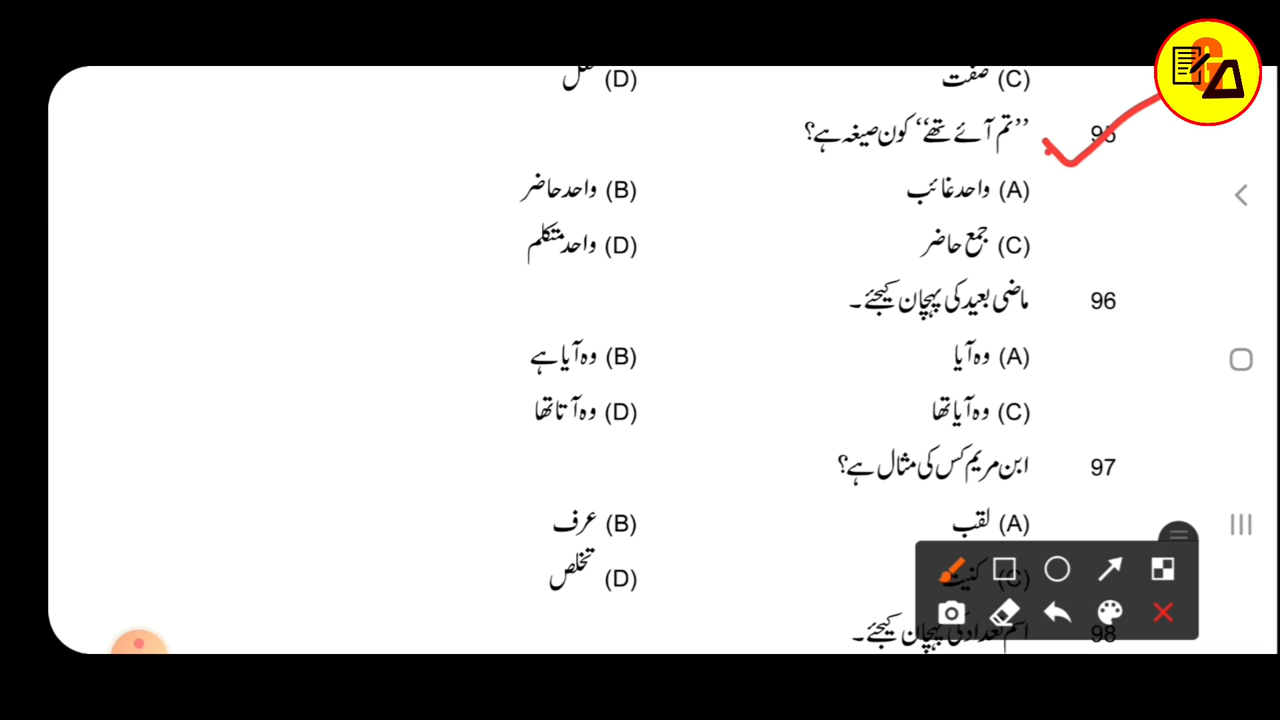 (C) صفت (D)
95 ’’تم آئے تھے‘‘ کون صیغہ ہے؟
(A) واحد غائب (B) واحد حاضر
(C) جمع حاضر (D) واحد متکلم
96 ماضی بعید کی پہچان کیجئے۔
(A) وہ آیا (B) وہ آیا ہے
(C) وہ آیا تھا (D) وہ آتا تھا
97 ابن مریم کس کی مثال ہے؟
(A) لقب (B) عرف
(C) کنیت (D) تخلص
98 اسم تعداد کی پہچان کیجئے۔
G